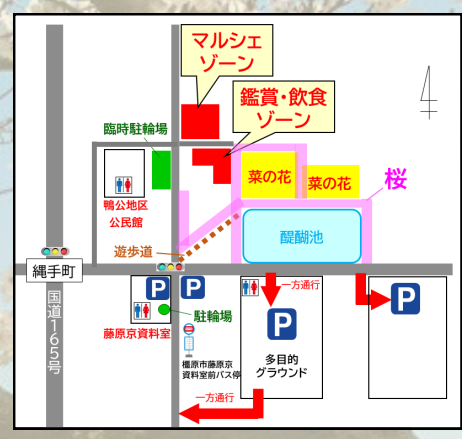 マルシェ
ゾーン
鑑賞・飲食
ゾーン
臨時駐輪場
菜の花
菜の花
桜
鴨公地区
公民館
遊歩道
醍醐池
縄手町
一方通行
P
P
P
P
駐輪場
藤原京資料室
橿原市藤原京
資料室前バス停
多目的
グラウンド
国道165号
一方通行